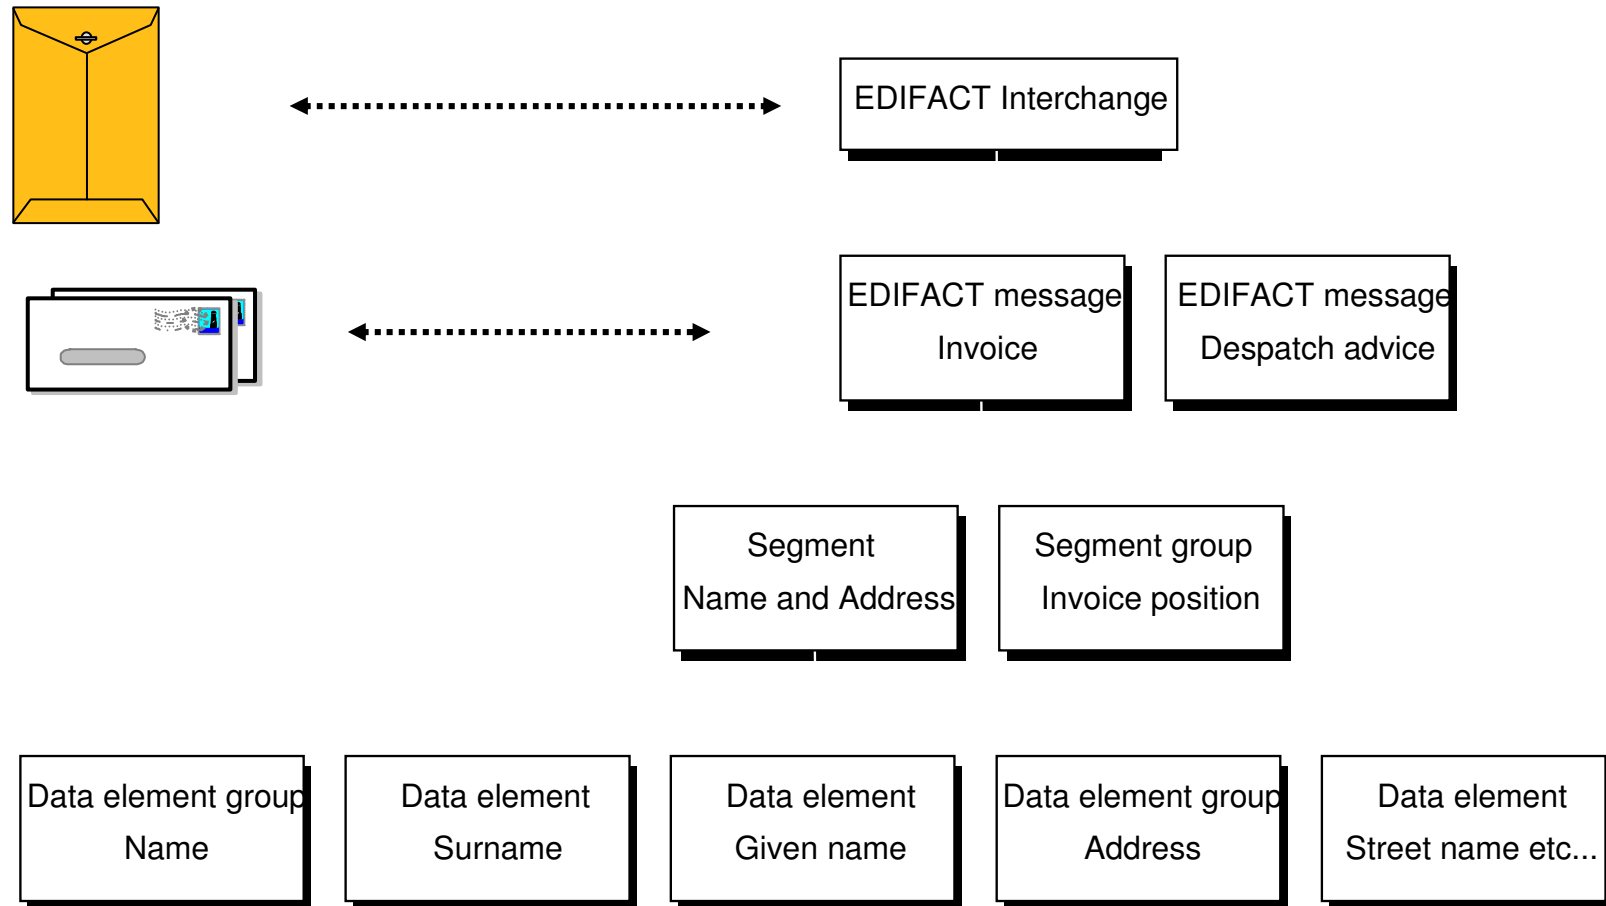 EDIFACT Interchange
EDIFACT message
Invoice
EDIFACT message
Despatch advice
Segment
Name and Address
Segment group
Invoice position
Data element group
Name
Data element
Surname
Data element
Given name
Data element group
Address
Data element
Street name etc...